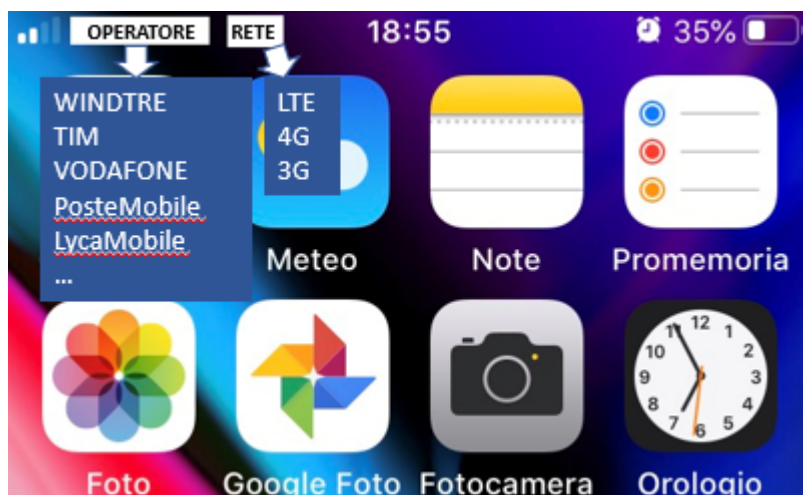 OPERATORE RETE 18:55 35%
WINDTRE LTE
TIM 4G
VODAFONE 3G
PosteMobile
LycaMobile
...
Meteo Note Promemoria
12
11 1
10 2
9 3
8 4
7 6 5
Foto Google Foto Fotocamera Orologio